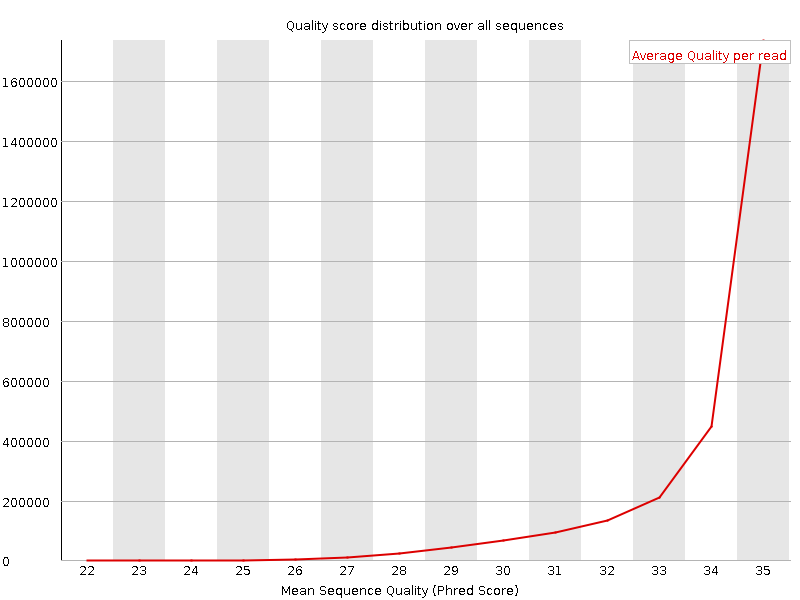 Quality score distribution over all sequences
Average Quality per read
1600000
1400000
1200000
1000000
800000
600000
400000
200000
0
22 23 24 25 26 27 28 29 30 31 32 33 34 35
Mean Sequence Quality (Phred Score)